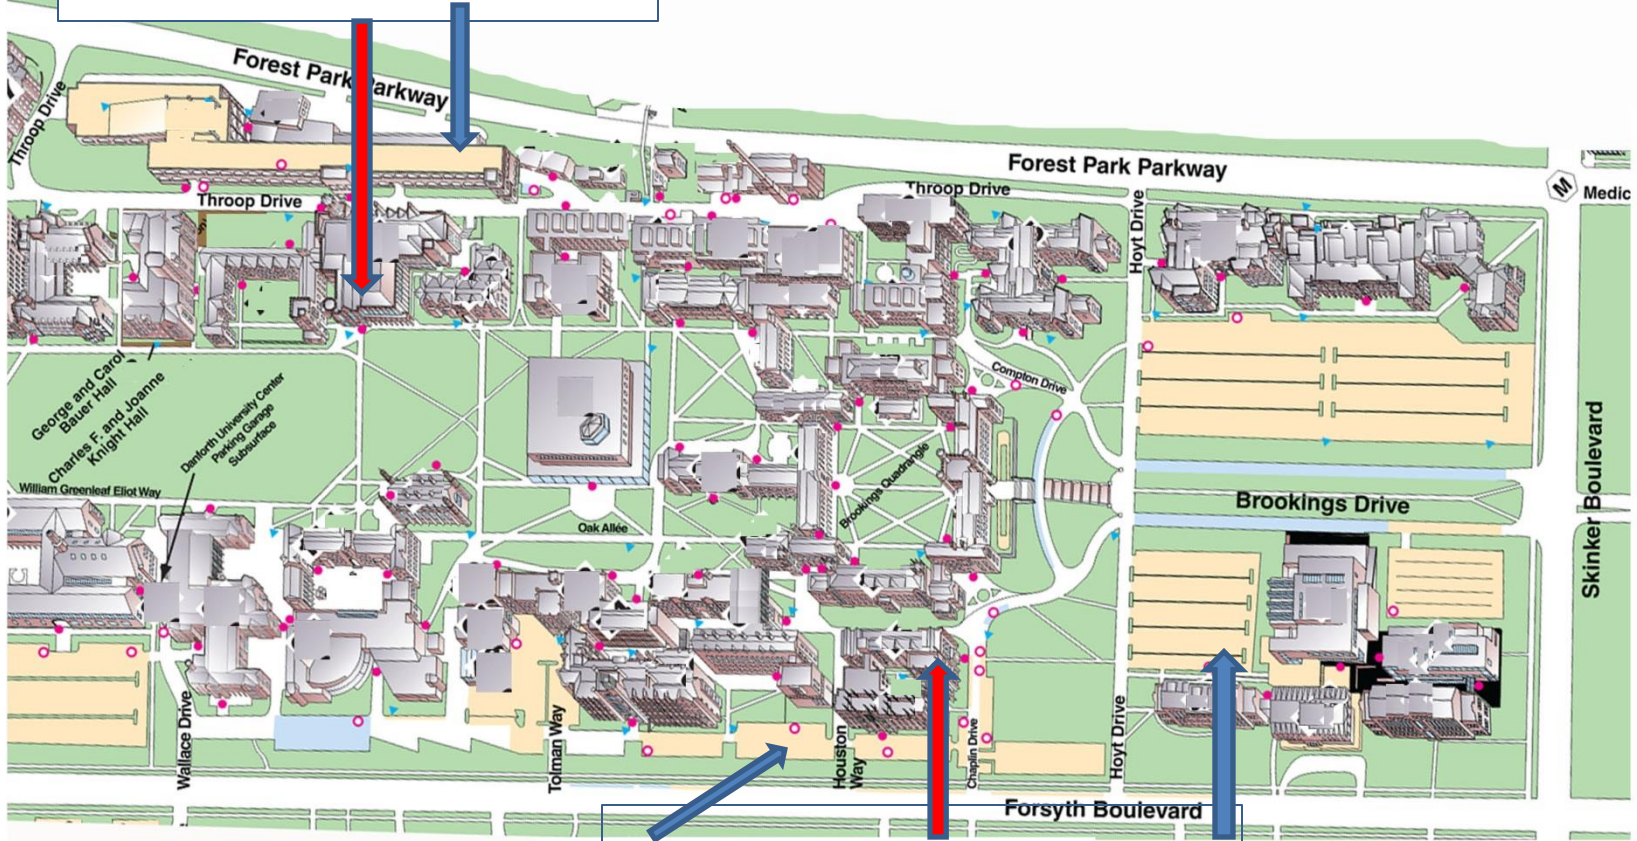 Forest Park Parkway
Throop Drive
Forest Park Parkway
M
Medic
Throop Drive
Throop Drive
Hoyt Drive
George and Carol
Bauer Hall
Charles F. and Joanne
Knight Hall
Danforth University Center
Parking Garage
Subsurface
Compton Drive
Skinker Boulevard
Brookings Quadrangle
William Greenleaf Eliot Way
Brookings Drive
Oak Allée
Wallace Drive
Tolman Way
Houston
Way
Chaplin Drive
Hoyt Drive
Forsyth Boulevard